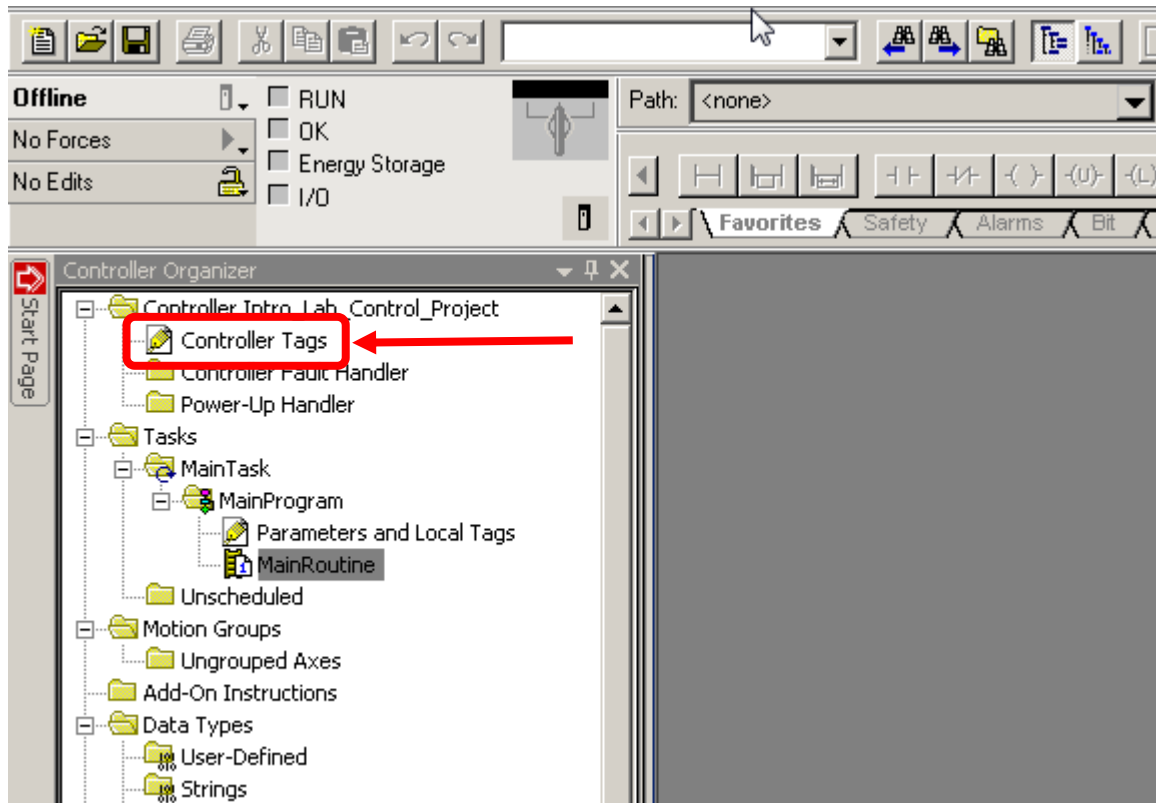 Offline
RUN
Path: <none>
No Forces
OK
Energy Storage
No Edits
I/O
Favorites Safety Alarms Bit
Start Page
Controller Organizer
Controller Intro_Lab_Control_Project
Controller Tags
Controller Fault Handler
Power-Up Handler
Tasks
MainTask
MainProgram
Parameters and Local Tags
MainRoutine
Unscheduled
Motion Groups
Ungrouped Axes
Add-On Instructions
Data Types
User-Defined
Strings